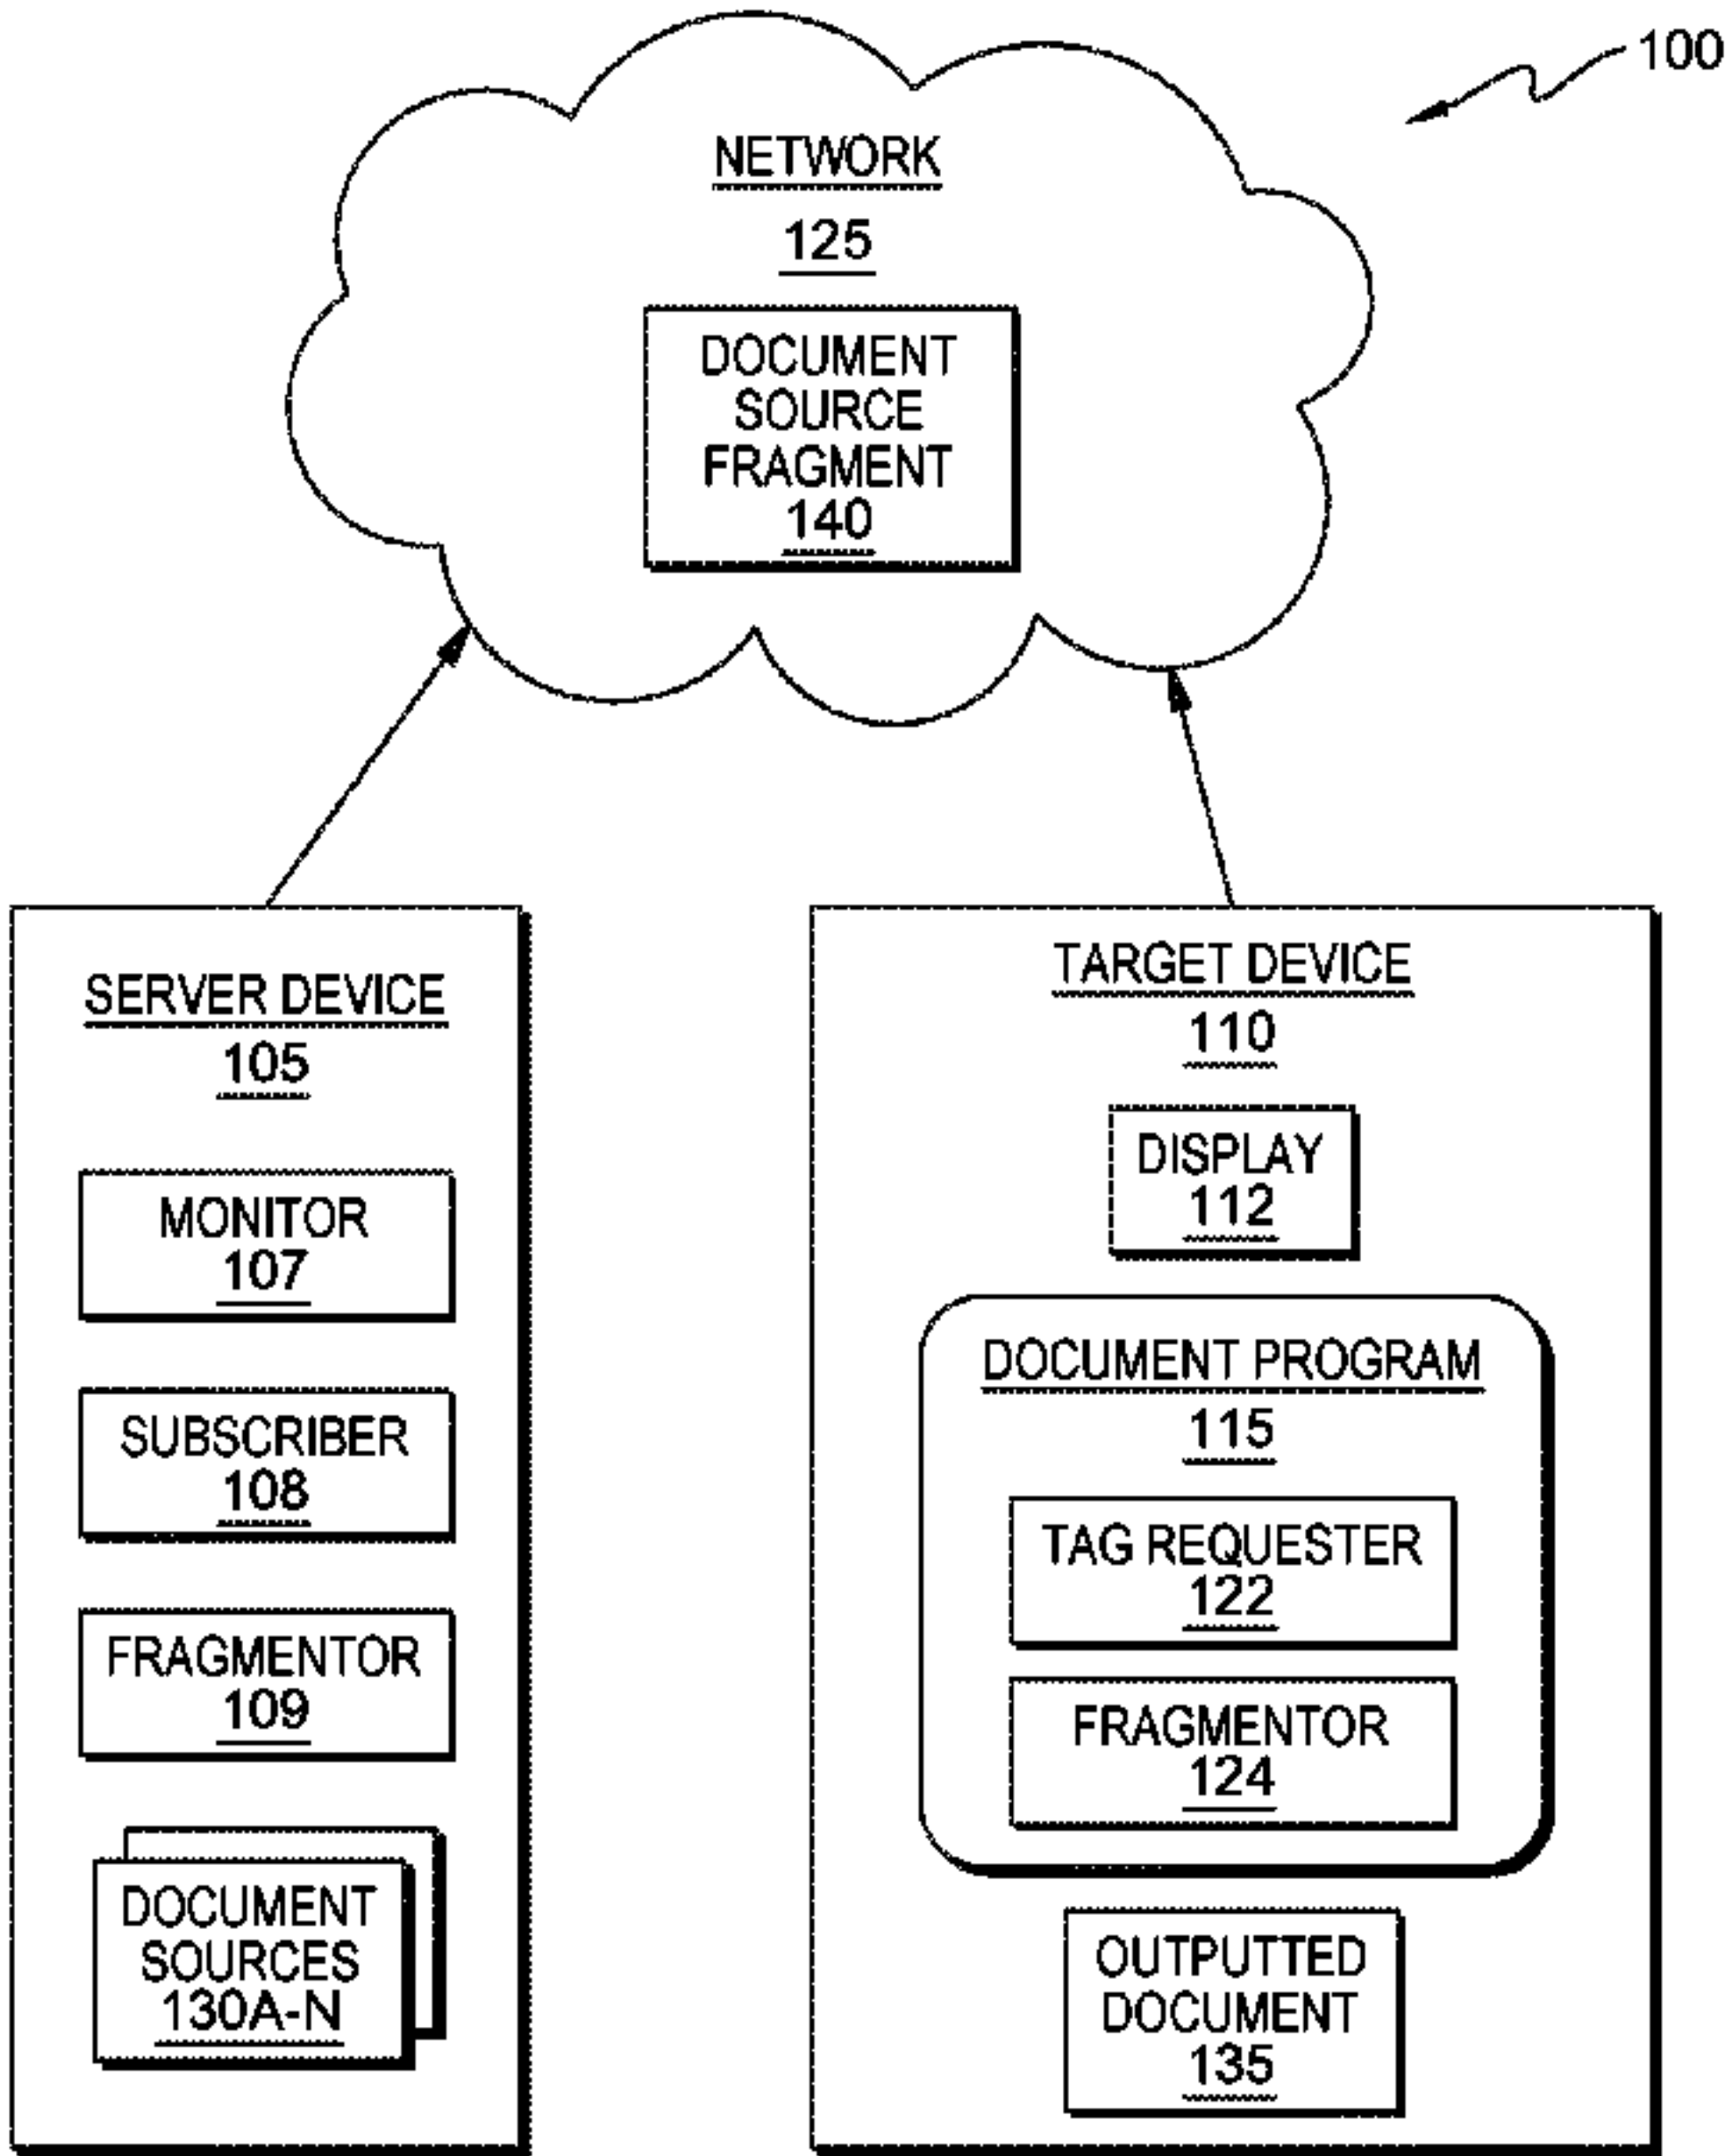 100
NETWORK
125
DOCUMENT
SOURCE
FRAGMENT
140
SERVER DEVICE
105
MONITOR
107
SUBSCRIBER
108
FRAGMENTOR
109
DOCUMENT
SOURCES
130A-N
TARGET DEVICE
110
DISPLAY
112
DOCUMENT PROGRAM
115
TAG REQUESTER
122
FRAGMENTOR
124
OUTPUTTED
DOCUMENT
135